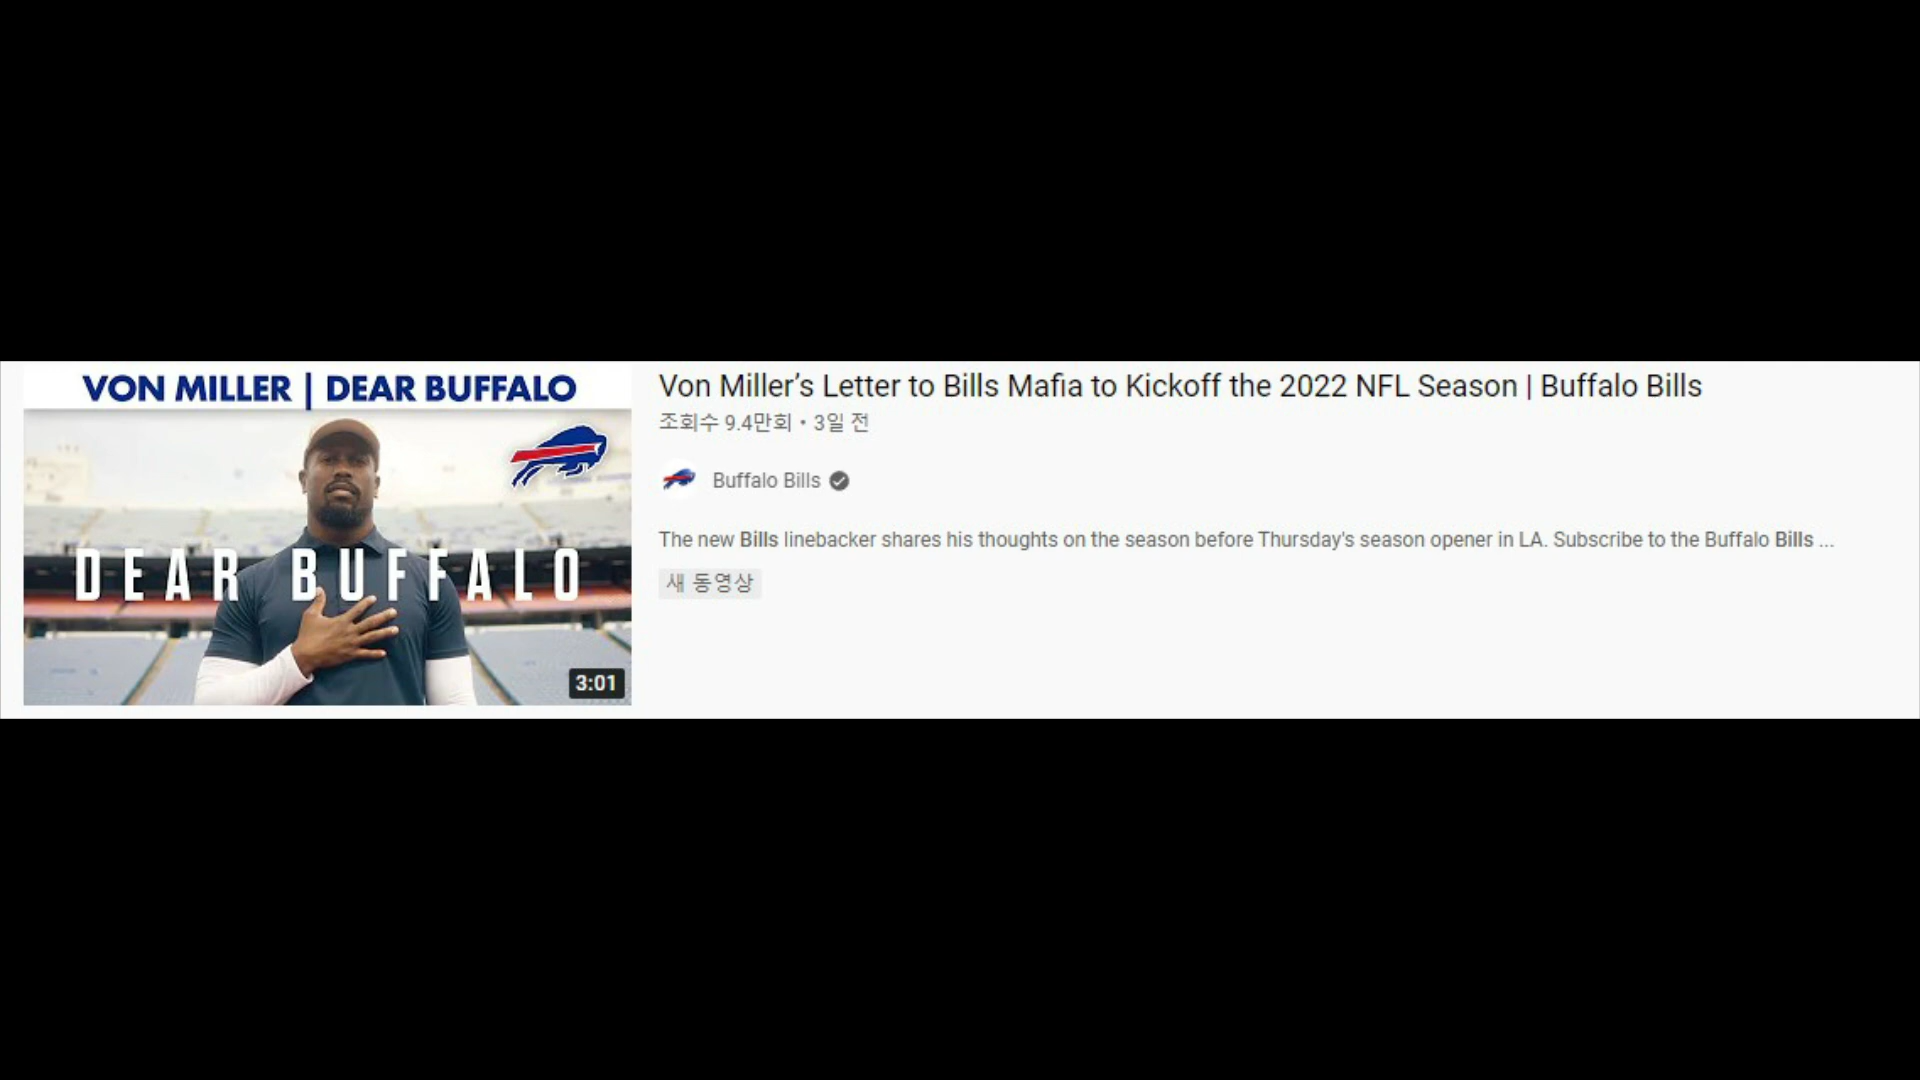 VON MILLER | DEAR BUFFALO
DEAR BUFFALO
3:01
Von Miller’s Letter to Bills Mafia to Kickoff the 2022 NFL Season | Buffalo Bills
조회수 9.4만회 • 3일 전
Buffalo Bills
The new Bills linebacker shares his thoughts on the season before Thursday's season opener in LA. Subscribe to the Buffalo Bills ...
새 동영상